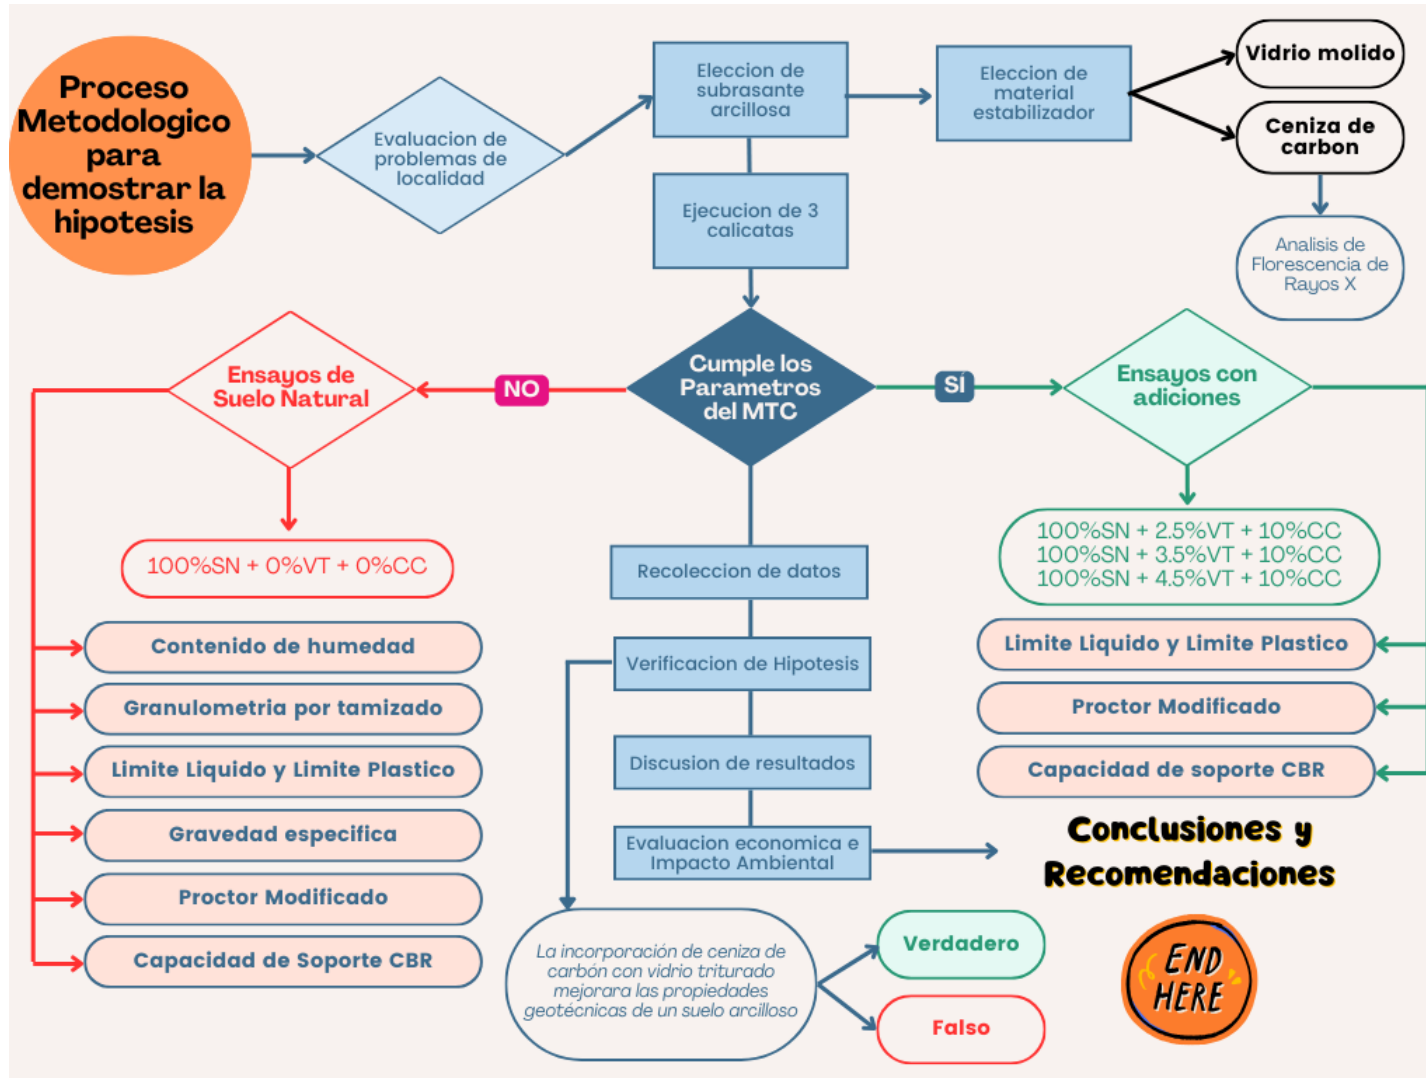 Proceso
Metodologico
para
demostrar la
hipotesis
Evaluacion de
problemas de
localidad
Eleccion de
subrasante
arcillosa
Eleccion de
material
estabilizador
Vidrio molido
Ceniza de
carbon
Analisis de
Florescencia de
Rayos X
Ejecucion de 3
calicatas
Cumple los
Parametros
del MTC
NO
SÍ
Ensayos de
Suelo Natural
100%SN + 0%VT + 0%CC
Contenido de humedad
Granulometria por tamizado
Limite Liquido y Limite Plastico
Gravedad especifica
Proctor Modificado
Capacidad de Soporte CBR
Ensayos con
adiciones
100%SN + 2.5%VT + 10%CC
100%SN + 3.5%VT + 10%CC
100%SN + 4.5%VT + 10%CC
Limite Liquido y Limite Plastico
Proctor Modificado
Capacidad de soporte CBR
Recoleccion de datos
Verificacion de Hipotesis
Discusion de resultados
Evaluacion economica e
Impacto Ambiental
Conclusiones y
Recomendaciones
La incorporación de ceniza de
carbón con vidrio triturado
mejorara las propiedades
geotécnicas de un suelo arcilloso
Verdadero
Falso
END
HERE